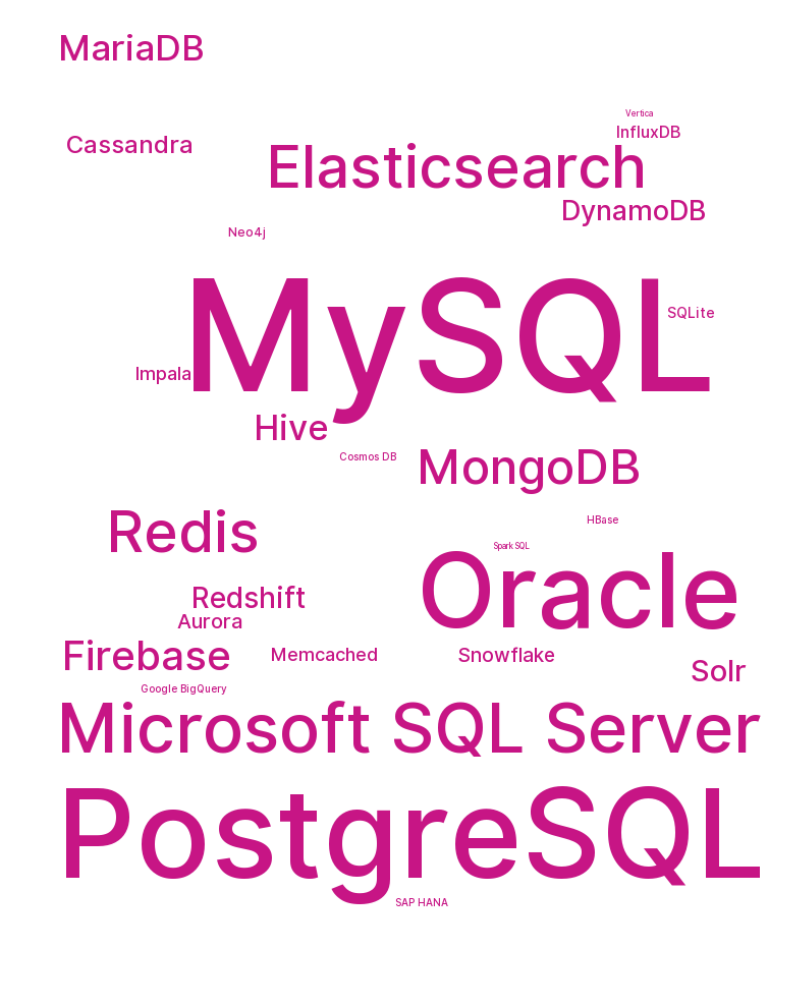 MariaDB
Vertica
InfluxDB
Cassandra
Elasticsearch
DynamoDB
Neo4j
MySQL
SQLite
Impala
Hive
Cosmos DB
MongoDB
HBase
Redis
Spark SQL
Oracle
Redshift
Aurora
Firebase
Memcached
Snowflake
Solr
Google BigQuery
Microsoft SQL Server
PostgreSQL
SAP HANA